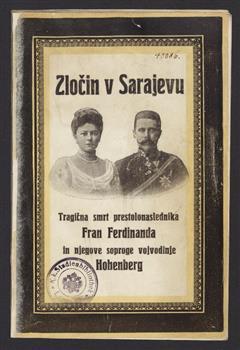 Zločin v Sarajevu
Tragična smrt prestolonaslednika
Fran Ferdinanda
in njegove soproge vojvodinje
Hohenberg